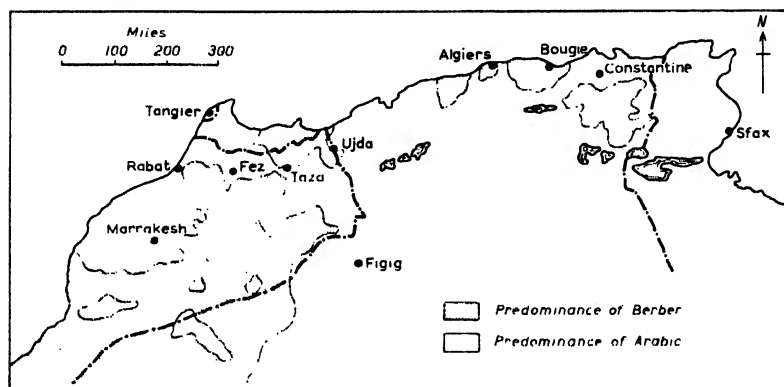 Miles
0 100 200 300
N
Algiers
Bougie
Constantine
Tangier
Ujda
Sfax
Rabat
Fez
Taza
Marrakesh
Figig
Predominance of Berber
Predominance of Arabic